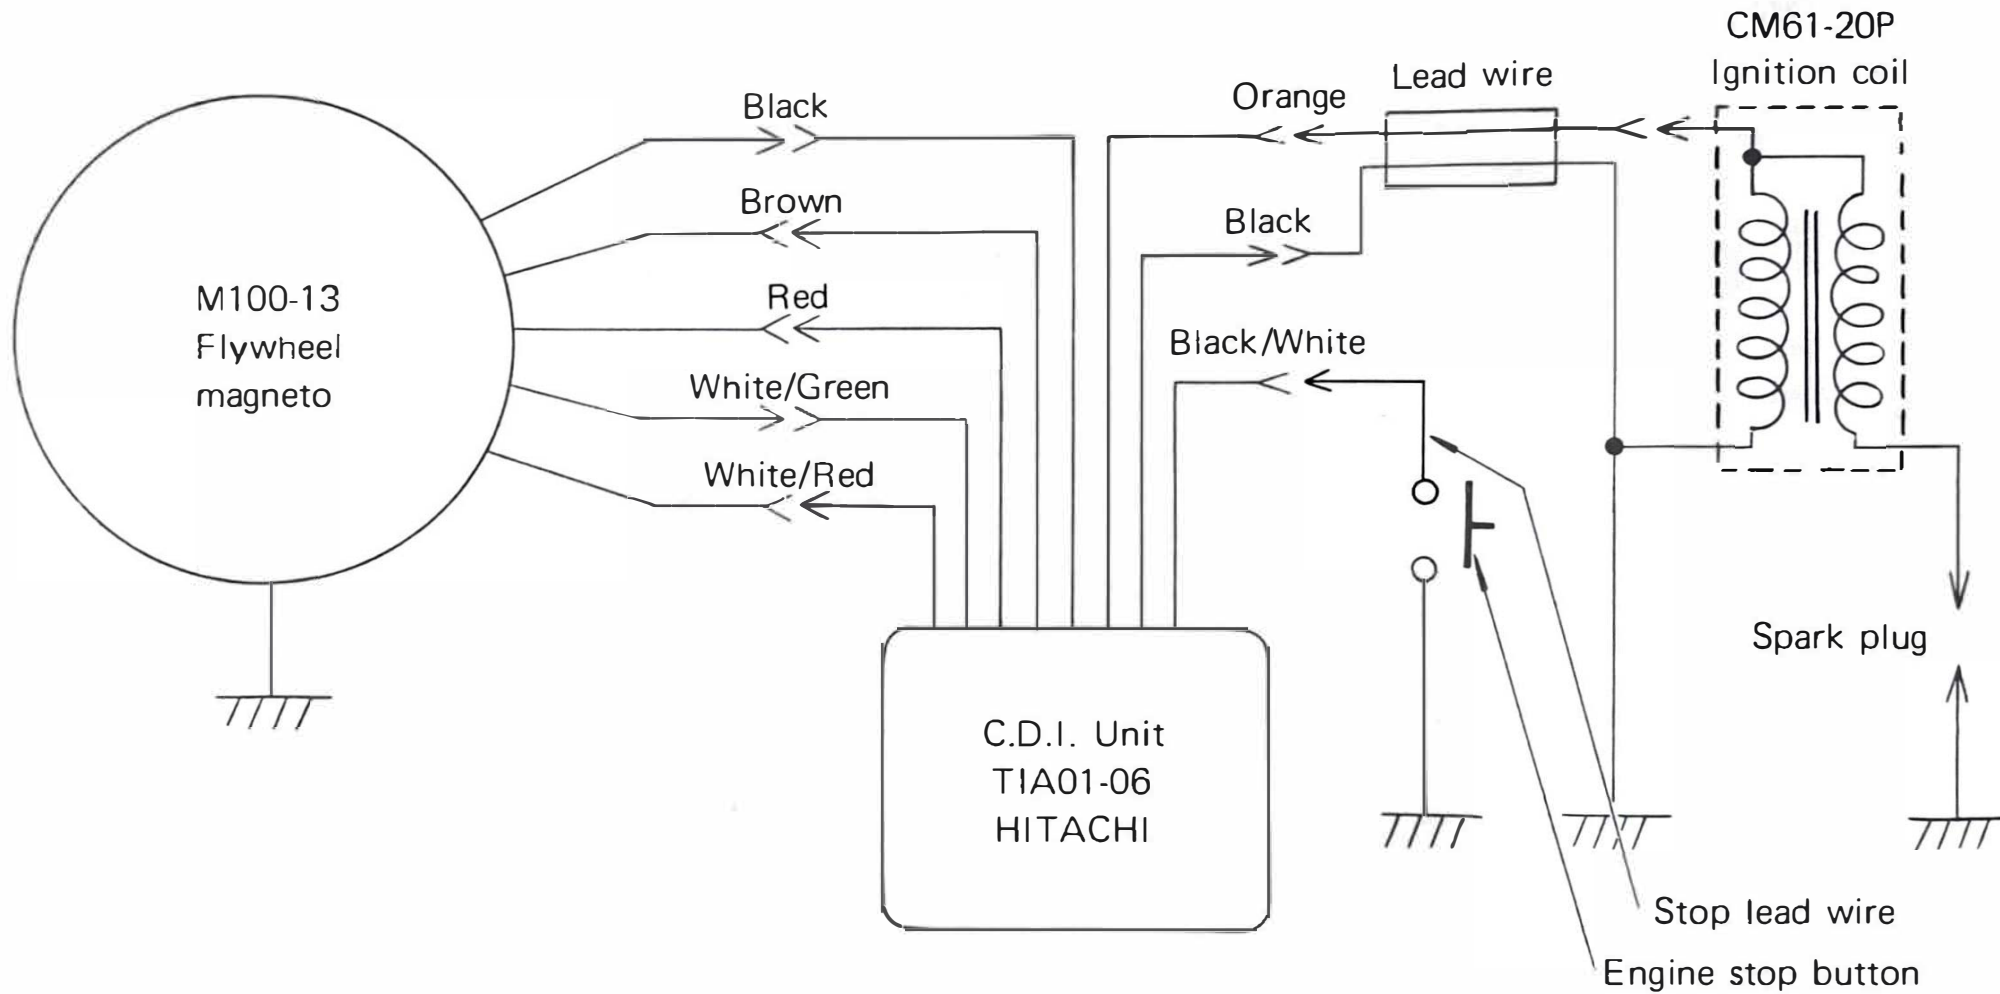 CM61-20P
Ignition coil
Lead wire
Orange
Black
Brown
Black
Red
M100-13
Flywheel
magneto
Black/White
White/Green
White/Red
Spark plug
C.D.I. Unit
TIA01-06
HITACHI
Stop lead wire
Engine stop button